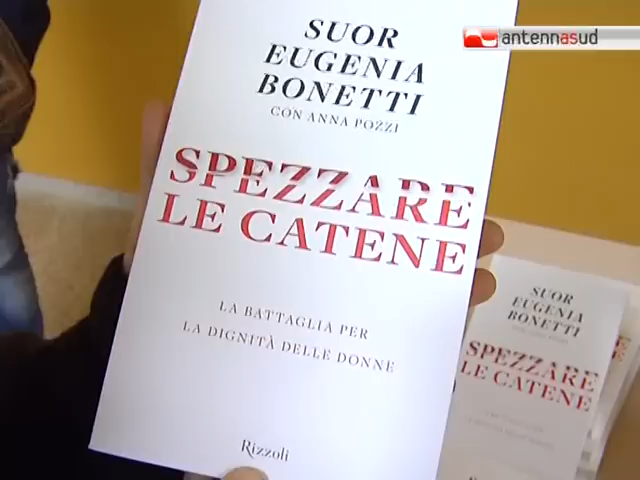 antennasud
SUOR
EUGENIA
BONETTI
CON ANNA POZZI
SPEZZARE
LE CATENE
LA BATTAGLIA PER
LA DIGNITÀ DELLE DONNE
Rizzoli
SUOR
EUGENIA
BONETTI
SPEZZARE
LE CATENE